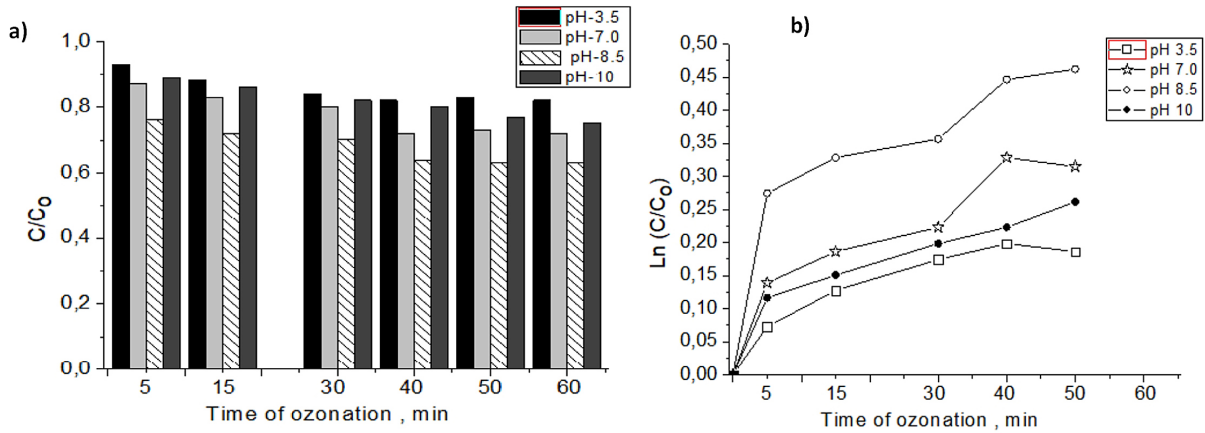 a)
pH-3.5
pH-7.0
pH-8.5
pH-10
1,0
0,8
0,6
0,4
0,2
0,0
C/Co
5 15 30 40 50 60
Time of ozonation , min
b)
pH 3.5
pH 7.0
pH 8.5
pH 10
0,50
0,45
0,40
0,35
0,30
0,25
0,20
0,15
0,10
0,05
0,00
Ln (C/Co)
5 15 30 40 50 60
Time of ozonation , min